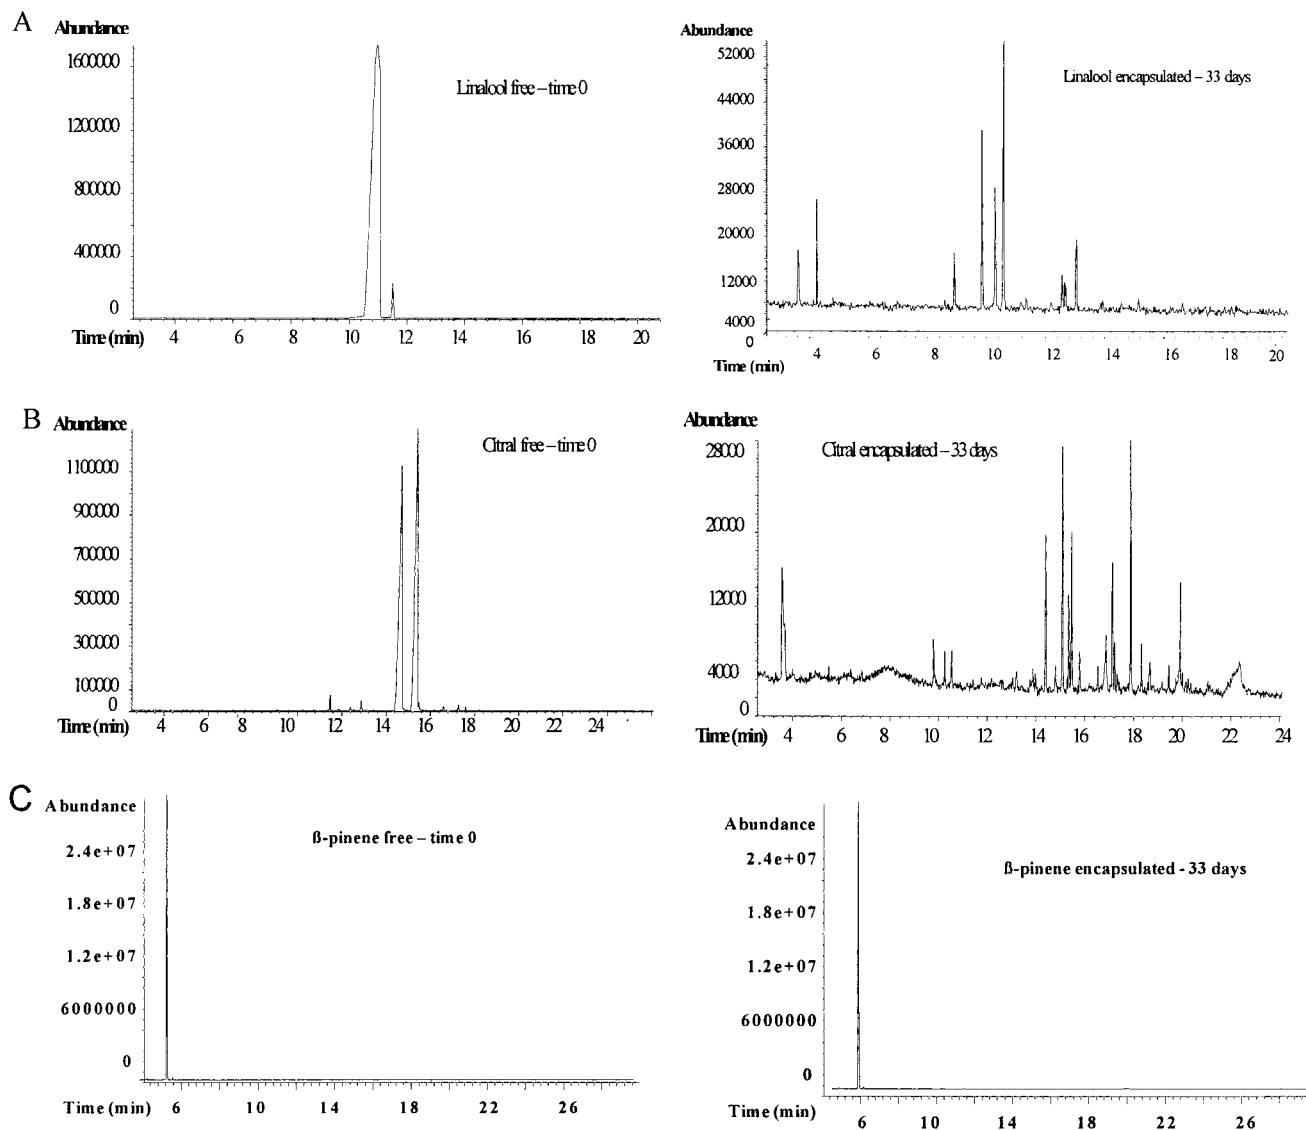 A
Abundance
1600000
1200000
800000
400000
0
Time (min) 4 6 8 10 12 14 16 18 20
Linalool free – time 0
Abundance
52000
44000
36000
28000
20000
12000
4000
0
Time (min) 4 6 8 10 12 14 16 18 20
Linalool encapsulated – 33 days
B
Abundance
1100000
900000
700000
500000
300000
100000
0
Time (min) 4 6 8 10 12 14 16 18 20 22 24
Citral free – time 0
Abundance
28000
20000
12000
4000
0
Time (min) 4 6 8 10 12 14 16 18 20 22 24
Citral encapsulated – 33 days
C
Abundance
2.4e+07
1.8e+07
1.2e+07
6000000
0
Time (min) 6 10 14 18 22 26
ß-pinene free – time 0
Abundance
2.4e+07
1.8e+07
1.2e+07
6000000
0
Time (min) 6 10 14 18 22 26
ß-pinene encapsulated - 33 days